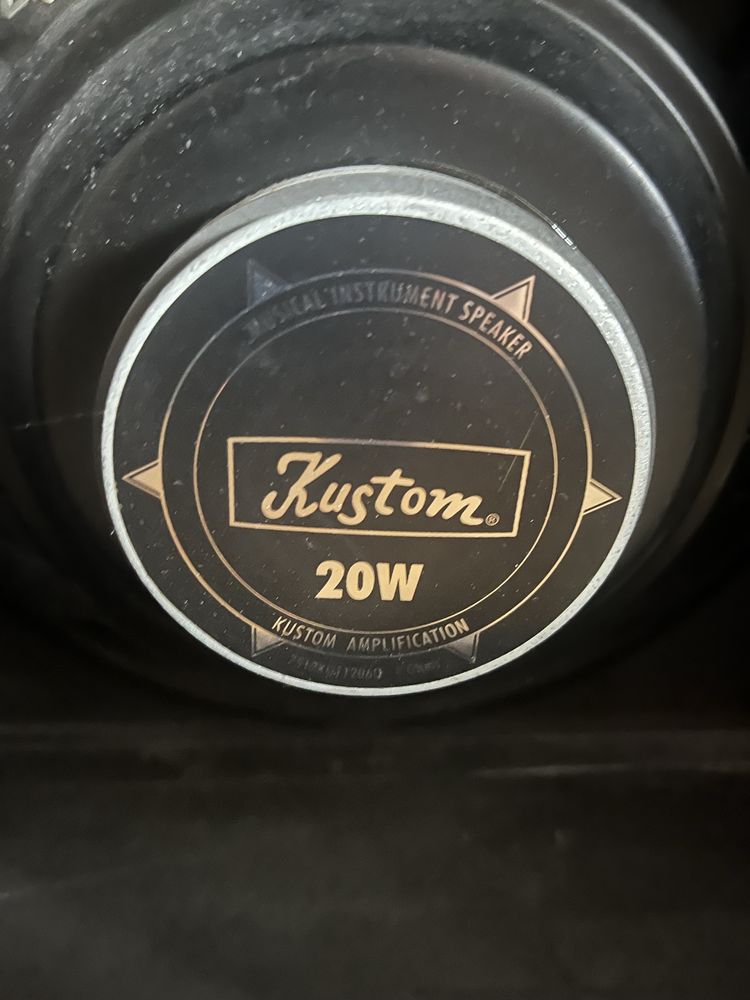 MUSICAL INSTRUMENT SPEAKER
Kustom®
20W
KUSTOM AMPLIFICATION